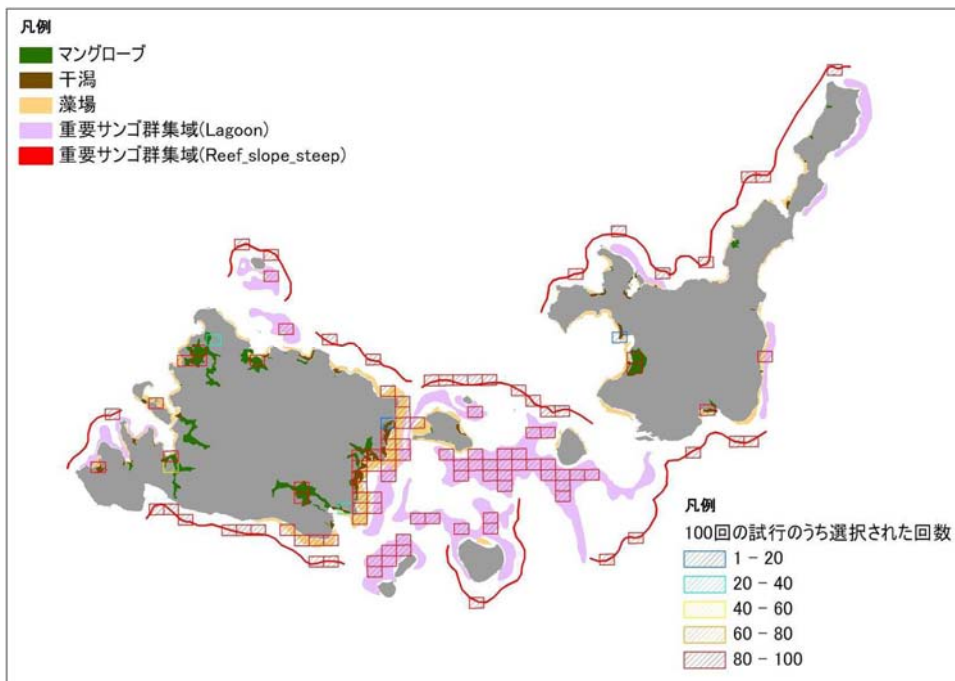 凡例
マングローブ
干潟
藻場
重要サンゴ群集域(Lagoon)
重要サンゴ群集域(Reef_slope_steep)
凡例
100回の試行のうち選択された回数
1 − 20
20 − 40
40 − 60
60 − 80
80 − 100